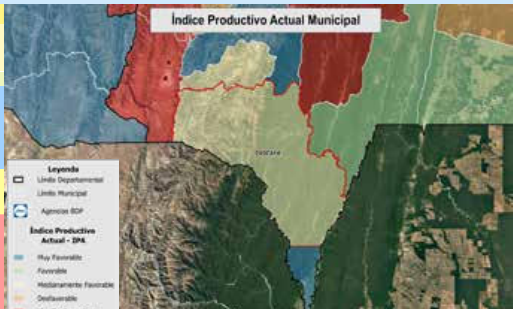 Índice Productivo Actual Municipal
Leyenda
Límite Departamental
Límite Municipal
Agencias BDP
Índice Productivo
Actual - IPA
Muy Favorable
Favorable
Medianamente Favorable
Desfavorable